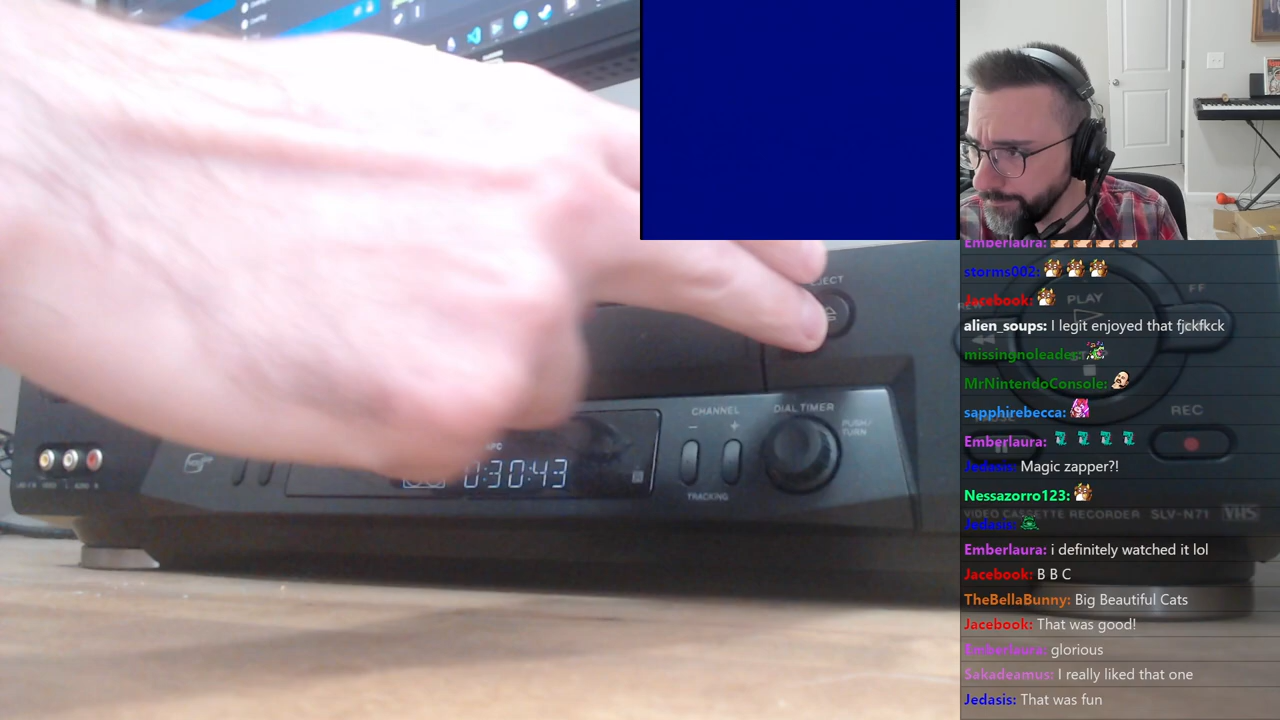 EJECT
PLAY
FF
REC
CHANNEL
- +
TRACKING
DIAL TIMER
PUSH/
TURN
0:30:43
VIDEO CASSETTE RECORDER SLV-N71 VHS
Emberlaura:
storms002:
Jacebook:
alien_soups: I legit enjoyed that fjckfkck
missingnoleader:
MrNintendoConsole:
sapphirebecca:
Emberlaura:
Jedasis: Magic zapper?!
Nessazorro123:
Jedasis:
Emberlaura: i definitely watched it lol
Jacebook: B B C
TheBellaBunny: Big Beautiful Cats
Jacebook: That was good!
Emberlaura: glorious
Sakadeamus: I really liked that one
Jedasis: That was fun